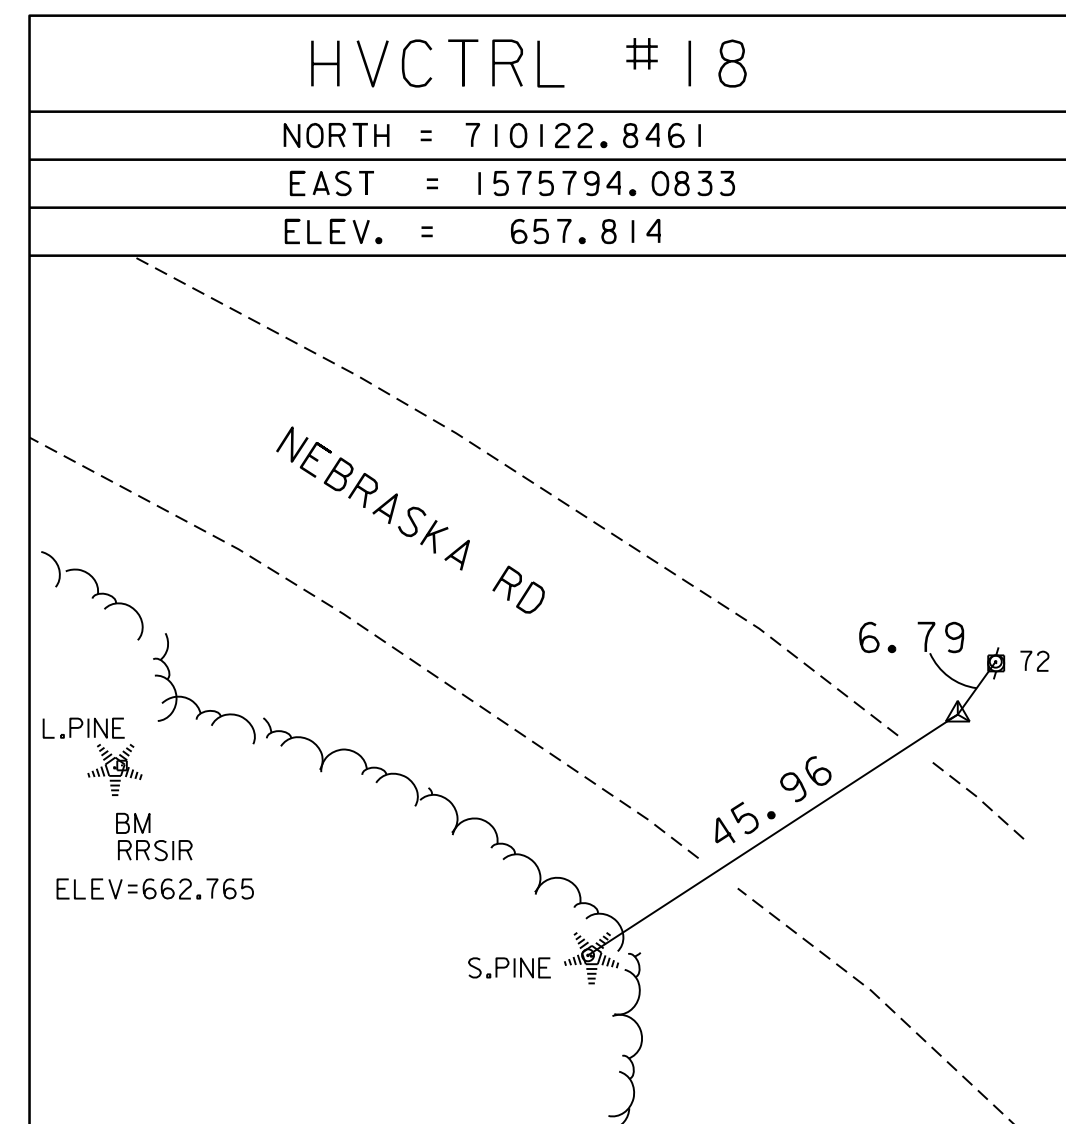 HVCTRL #18
NORTH = 710122.8461
EAST = 1575794.0833
ELEV. = 657.814
NEBRASKA RD
6.79
72
L.PINE
45.96
BM
RRSIR
ELEV=662.765
S.PINE